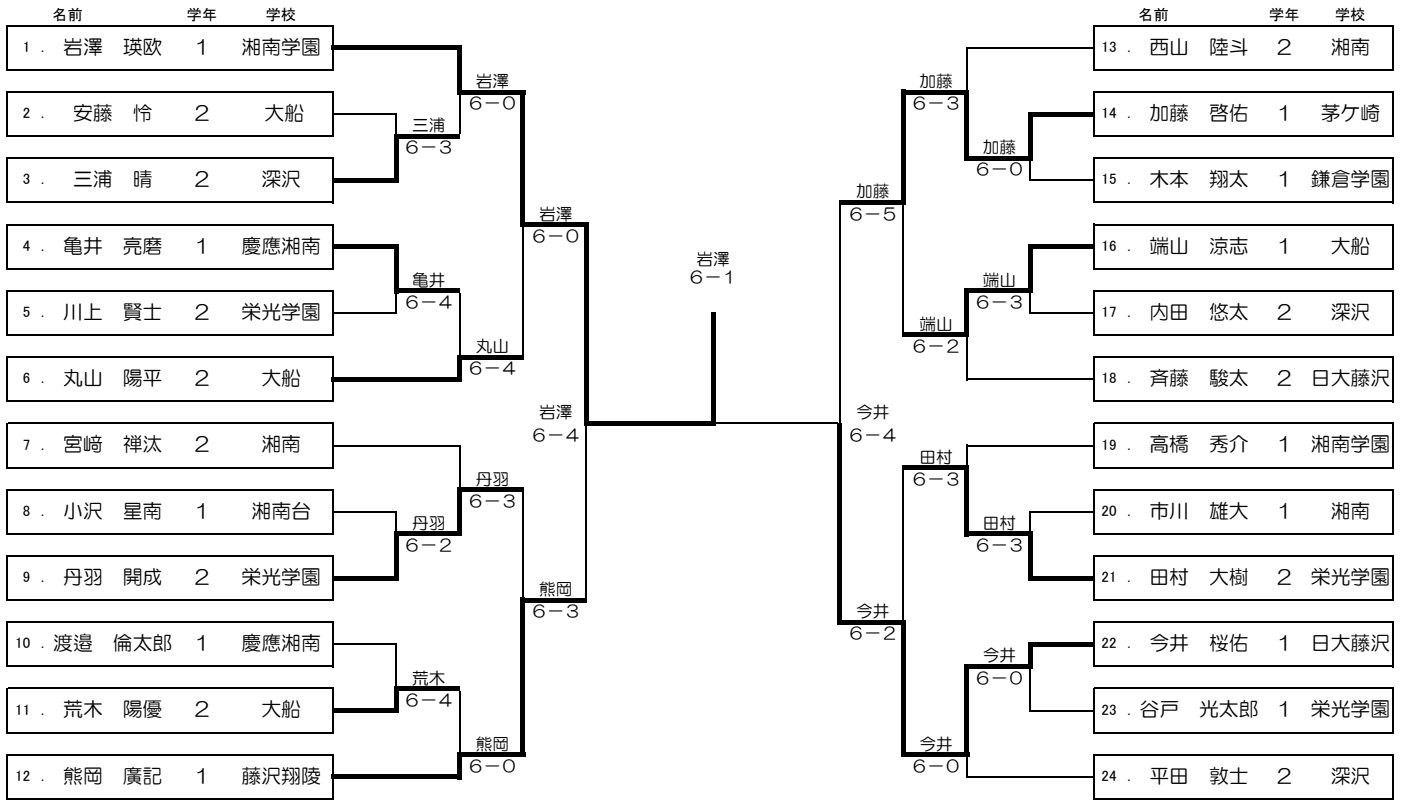 名前 学年 学校
1 . 岩澤 瑛欧 1 湘南学園
2 . 安藤 怜 2 大船
3 . 三浦 晴 2 深沢
4 . 亀井 亮磨 1 慶應湘南
5 . 川上 賢士 2 栄光学園
6 . 丸山 陽平 2 大船
7 . 宮﨑 禅汰 2 湘南
8 . 小沢 星南 1 湘南台
9 . 丹羽 開成 2 栄光学園
10 . 渡邉 倫太郎 1 慶應湘南
11 . 荒木 陽優 2 大船
12 . 熊岡 廣記 1 藤沢翔陵
三浦
6－3
亀井
6－4
丹羽
6－2
荒木
6－4
岩澤
6－0
丸山
6－4
丹羽
6－3
熊岡
6－0
岩澤
6－0
熊岡
6－3
岩澤
6－4
岩澤
6－1
今井
6－4
加藤
6－5
今井
6－2
加藤
6－3
端山
6－2
田村
6－3
今井
6－0
加藤
6－0
端山
6－3
田村
6－3
今井
6－0
名前 学年 学校
13 . 西山 陸斗 2 湘南
14 . 加藤 啓佑 1 茅ケ崎
15 . 木本 翔太 1 鎌倉学園
16 . 端山 涼志 1 大船
17 . 内田 悠太 2 深沢
18 . 斉藤 駿太 2 日大藤沢
19 . 高橋 秀介 1 湘南学園
20 . 市川 雄大 1 湘南
21 . 田村 大樹 2 栄光学園
22 . 今井 桜佑 1 日大藤沢
23 . 谷戸 光太郎 1 栄光学園
24 . 平田 敦士 2 深沢